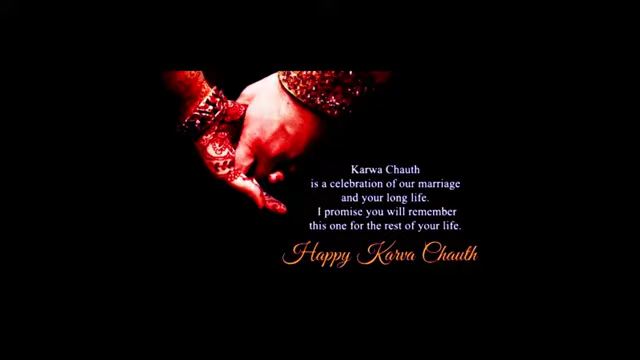 Karwa Chauth
is a celebration of our marriage
and your long life.
I promise you will remember
this one for the rest of your life.
Happy Karva Chauth